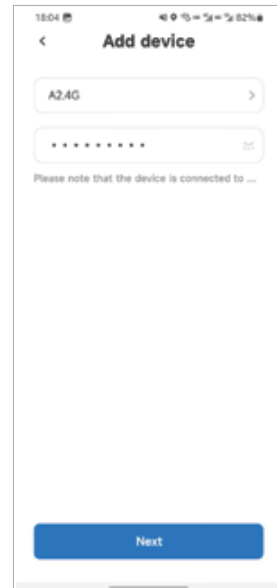 18:04 82%
Add device
A2.4G
Please note that the device is connected to ...
Next